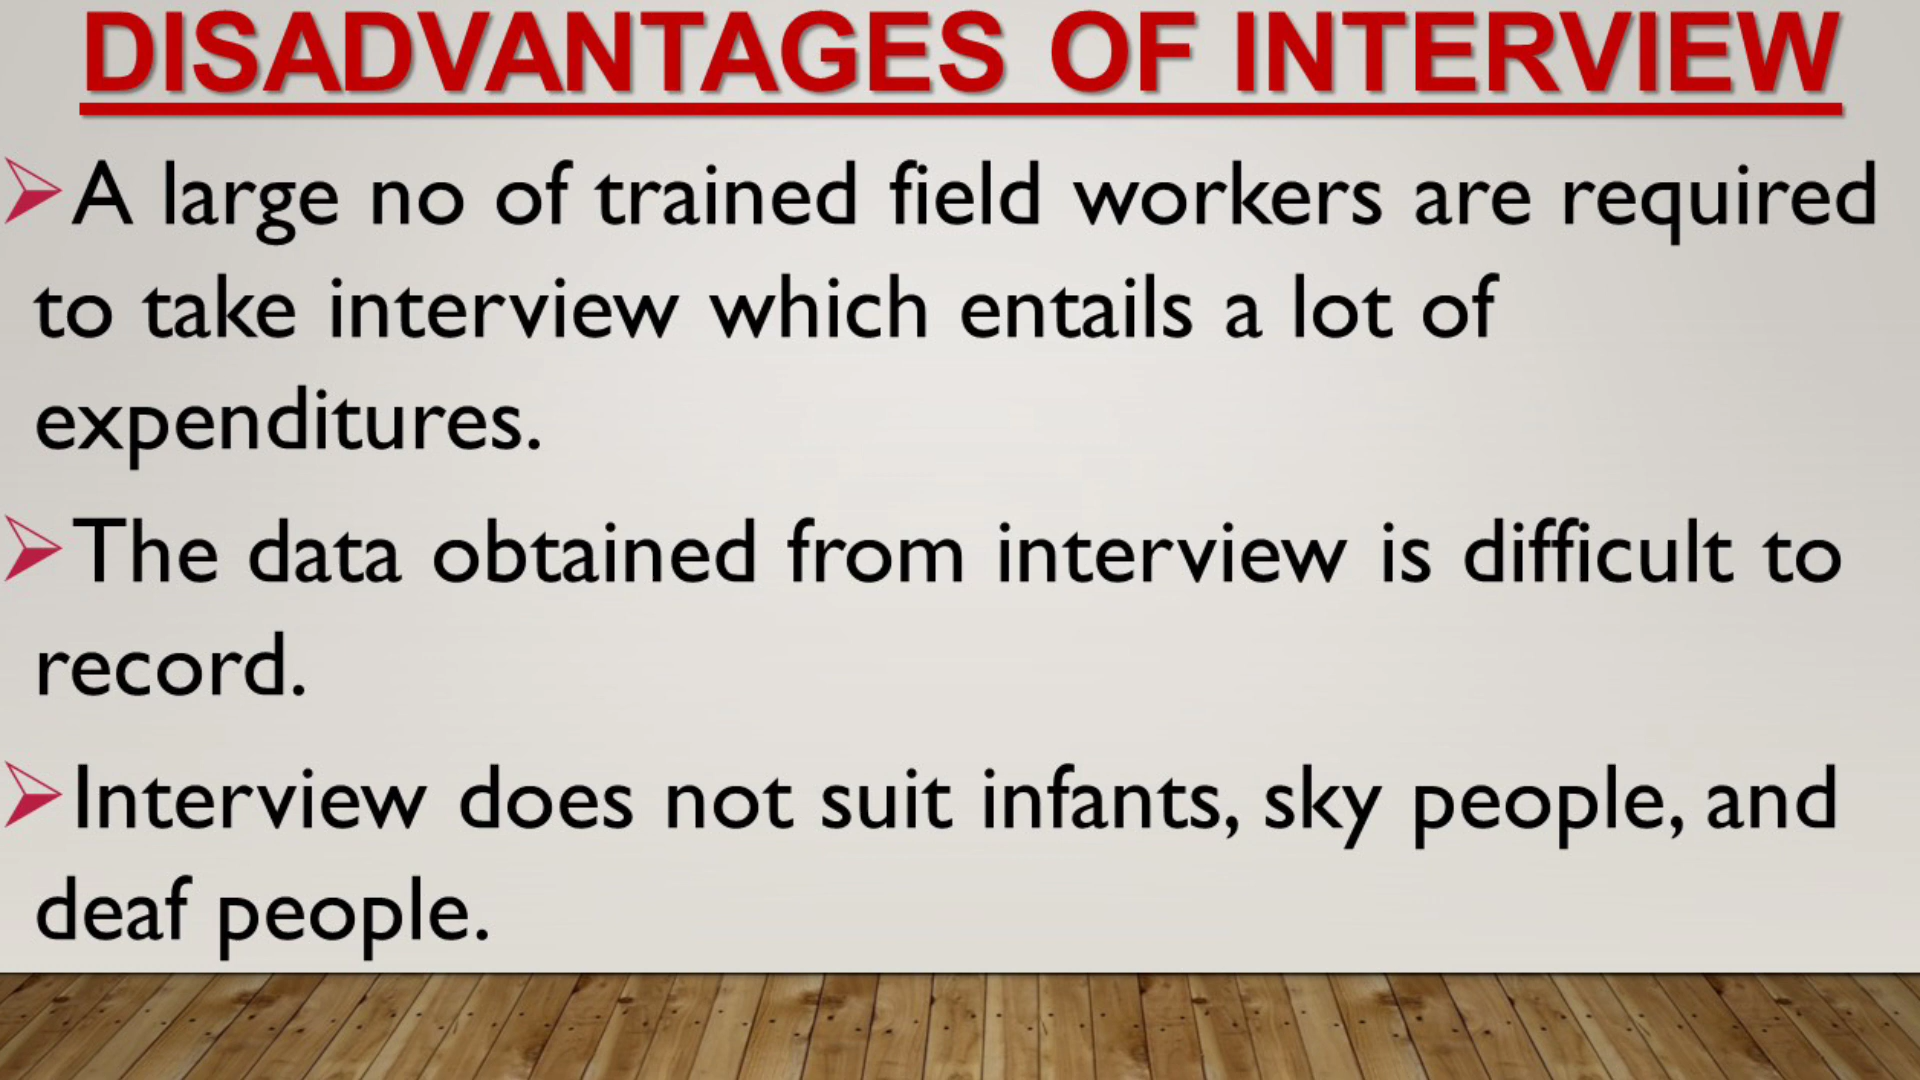 DISADVANTAGES OF INTERVIEW
➢A large no of trained field workers are required
to take interview which entails a lot of
expenditures.
➢The data obtained from interview is difficult to
record.
➢Interview does not suit infants, sky people, and
deaf people.